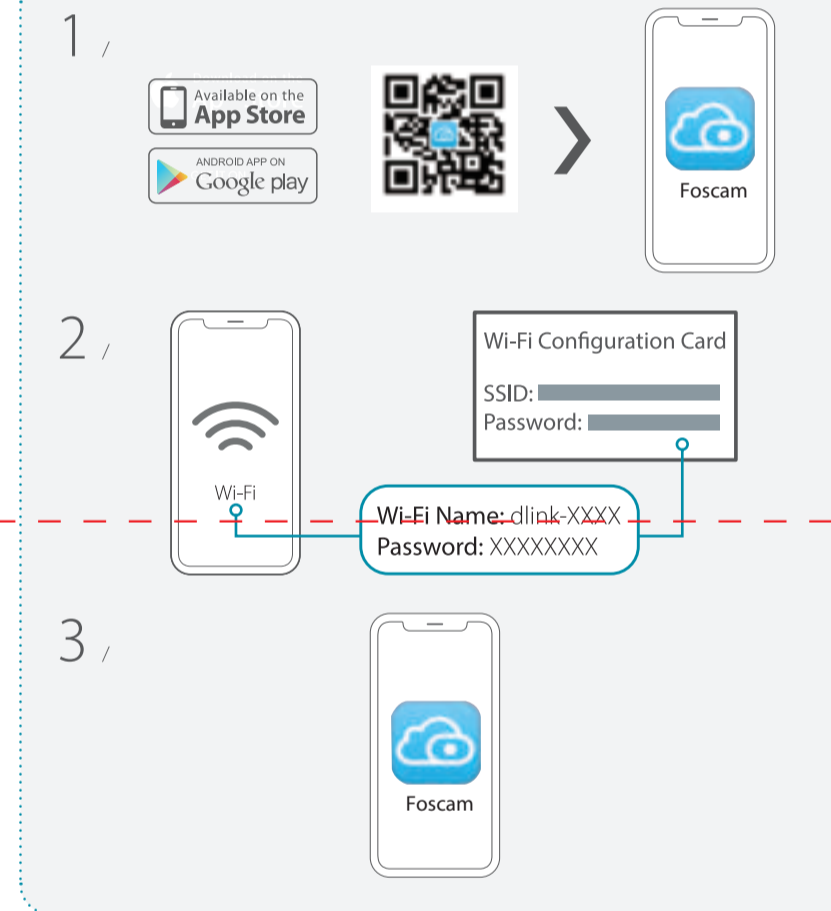 1 /
Available on the
App Store
ANDROID APP ON
Google play
Foscam
2 /
Wi-Fi Configuration Card
SSID:
Password:
Wi-Fi
Wi-Fi Name: dlink-XXXX
Password: XXXXXXXX
3 /
Foscam